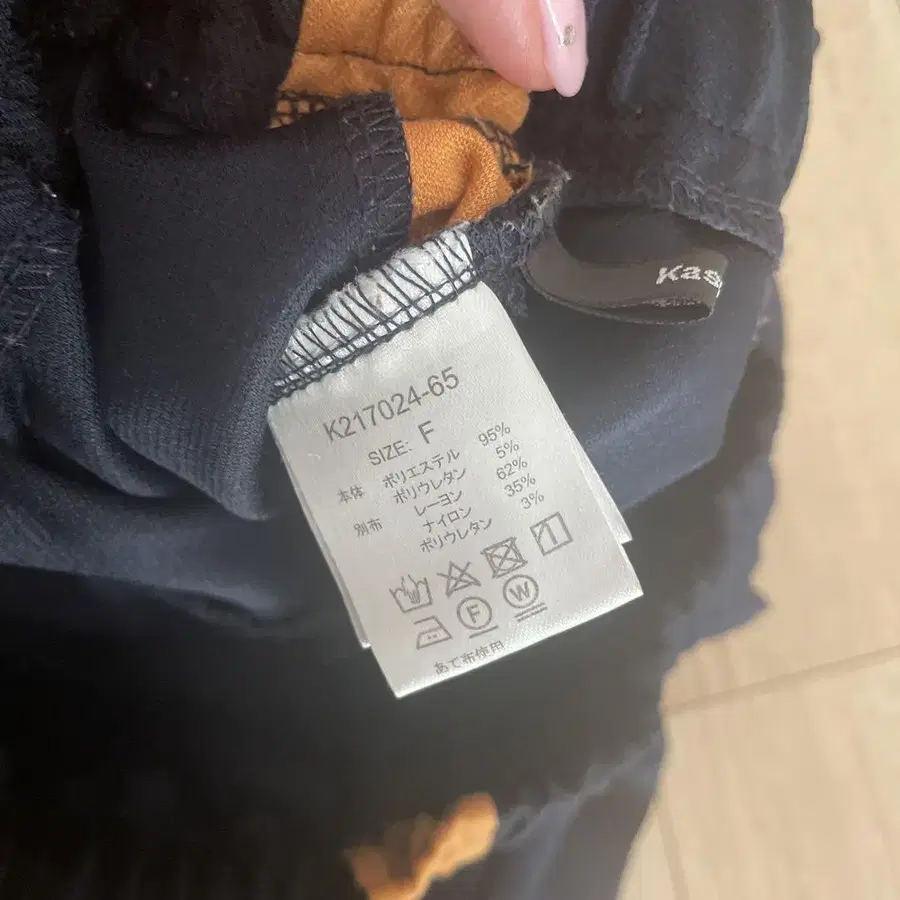 Kas
K217024-65
SIZE: F
本体 ポリエステル 95%
ポリウレタン 5%
別布 レーヨン 62%
ナイロン 35%
ポリウレタン 3%
F W
あて布使用